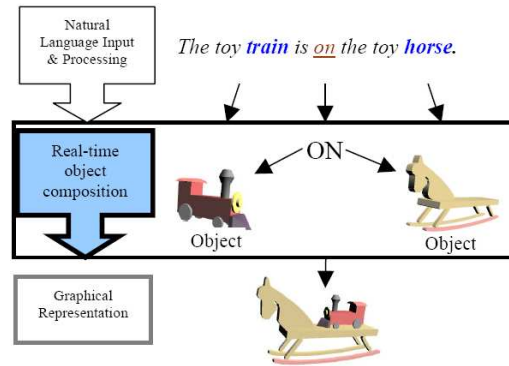 Natural
Language Input
& Processing
The toy train is on the toy horse.
Real-time
object
composition
ON
Object
Object
Graphical
Representation